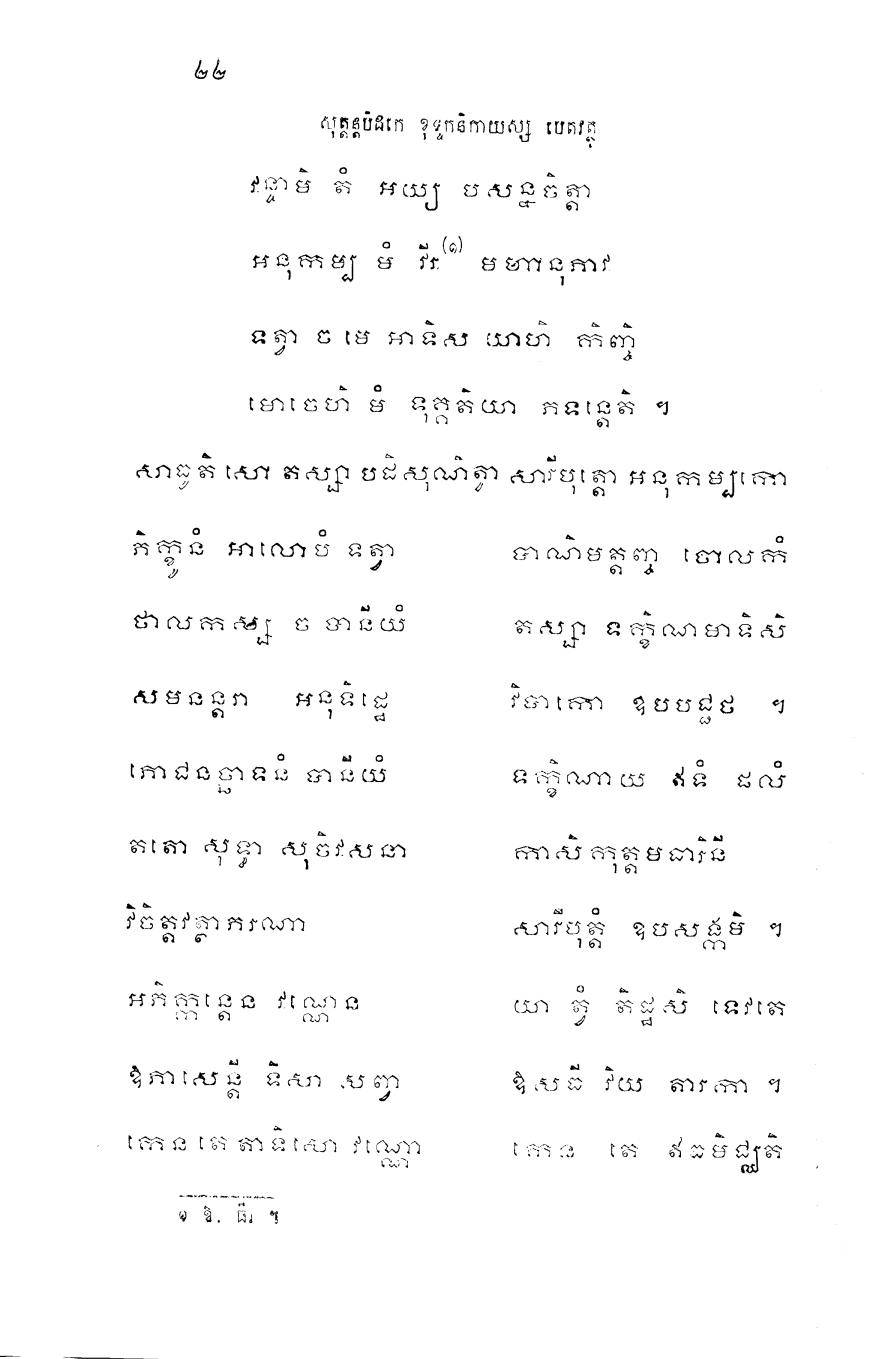 ២២
សុត្តន្តបិដកេ ខុទ្ទកនិកាយស្ស បេតវត្ថុ
វន្ទាមិ តំ អយ្យ បសន្នចិត្តា
អនុកម្ប មំ វីរ(១) មហានុភាវ
ទត្វា ច មេ អាទិស យាហិ កិញ្ចិ
មោចេហិ មំ ទុគ្គតិយា ភទន្តេតិ ។
សាធូតិ សោ តស្សា បដិសុណិត្វា សារីបុត្តោ អនុកម្បកោ
ភិក្ខូនំ អាលោបំ ទត្វា បាណិមត្តញ្ច ចោលកំ
ថាលកស្ស ច បានីយំ តស្សា ទក្ខិណមាទិសិ
សមនន្តរា អនុទិដ្ឋេ វិបាកោ ឧបបជ្ជថ ។
ភោជនច្ឆាទនំ បានីយំ ទក្ខិណាយ ឥទំ ផលំ
តតោ សុទ្ធា សុចិវសនា កាសិកុត្តមធារិនី
វិចិត្តវត្ថាភរណា សារីបុត្តំ ឧបសង្កមិ ។
អភិក្កន្តេន វណ្ណេន យា ត្វំ តិដ្ឋសិ ទេវតេ
ឱភាសេន្តី ទិសា សព្វា ឱសធី វិយ តារកា ។
កេន តេតាទិសោ វណ្ណោ កេន តេ ឥធមិជ្ឈតិ
១ ឱ. ធីរ ។